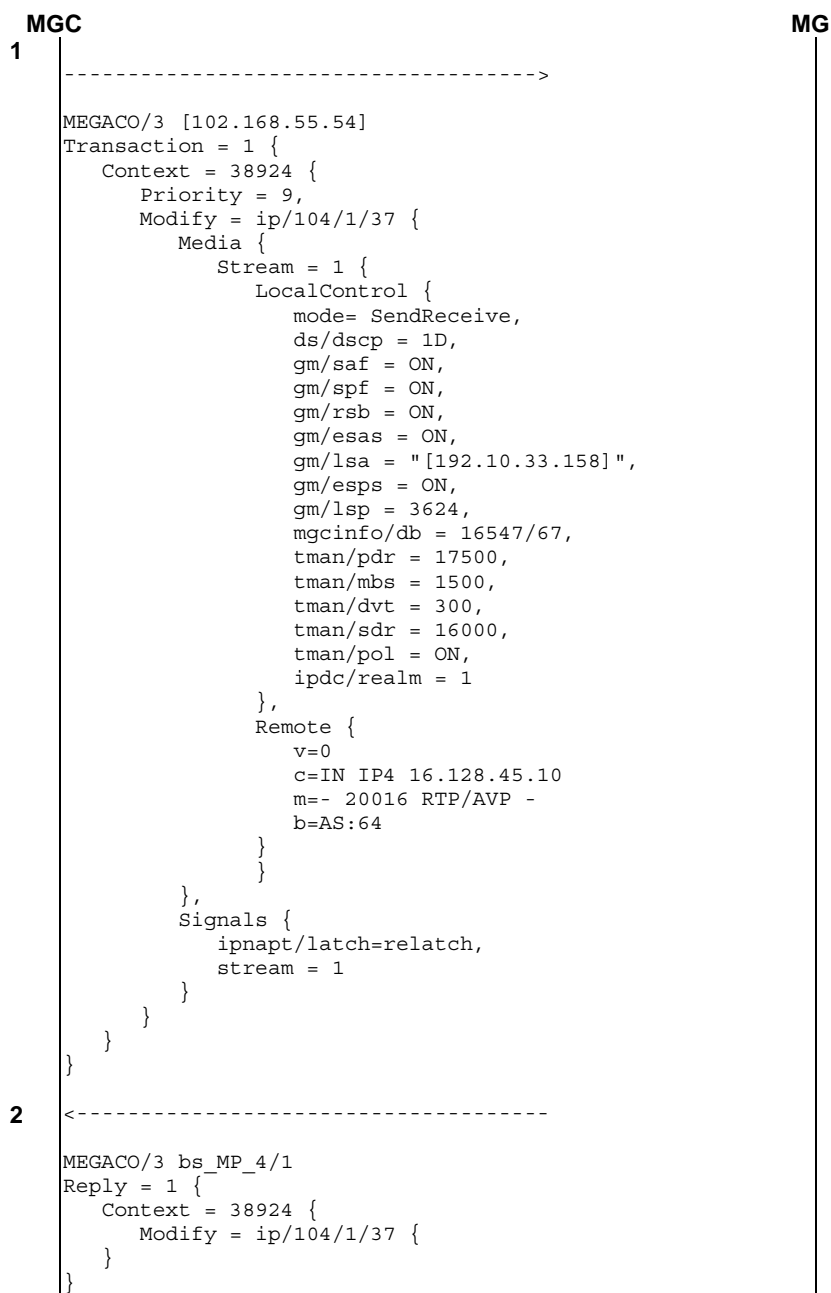 MGC MG
1
------------------------------------->
MEGACO/3 [102.168.55.54]
Transaction = 1 {
   Context = 38924 {
      Priority = 9,
      Modify = ip/104/1/37 {
         Media {
            Stream = 1 {
               LocalControl {
                  mode= SendReceive,
                  ds/dscp = 1D,
                  gm/saf = ON,
                  gm/spf = ON,
                  gm/rsb = ON,
                  gm/esas = ON,
                  gm/lsa = "[192.10.33.158]",
                  gm/esps = ON,
                  gm/lsp = 3624,
                  mgcinfo/db = 16547/67,
                  tman/pdr = 17500,
                  tman/mbs = 1500,
                  tman/dvt = 300,
                  tman/sdr = 16000,
                  tman/pol = ON,
                  ipdc/realm = 1
               },
               Remote {
                  v=0
                  c=IN IP4 16.128.45.10
                  m=- 20016 RTP/AVP -
                  b=AS:64
               }
               }
         },
         Signals {
            ipnapt/latch=relatch,
            stream = 1
         }
      }
   }
}
2 <-------------------------------------
MEGACO/3 bs_MP_4/1
Reply = 1 {
   Context = 38924 {
      Modify = ip/104/1/37 {
   }
}